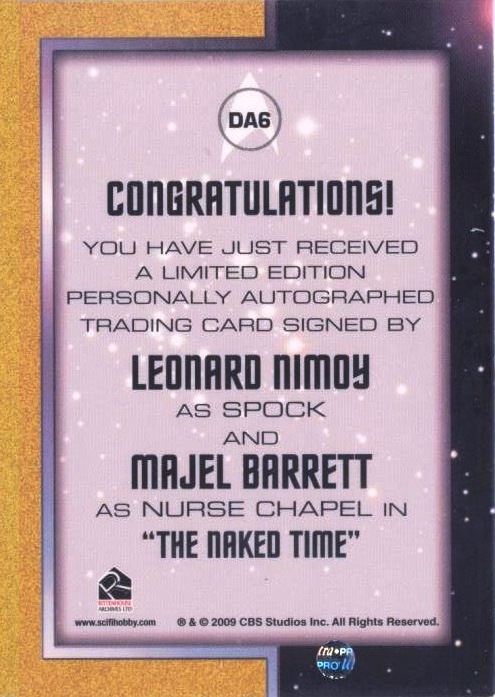 DA6
CONGRATULATIONS!
YOU HAVE JUST RECEIVED
A LIMITED EDITION
PERSONALLY AUTOGRAPHED
TRADING CARD SIGNED BY
LEONARD NIMOY
AS SPOCK
AND
MAJEL BARRETT
AS NURSE CHAPEL IN
“THE NAKED TIME”
RITTENHOUSE
ARCHIVES LTD
www.scifihobby.com ® & © 2009 CBS Studios Inc. All Rights Reserved.